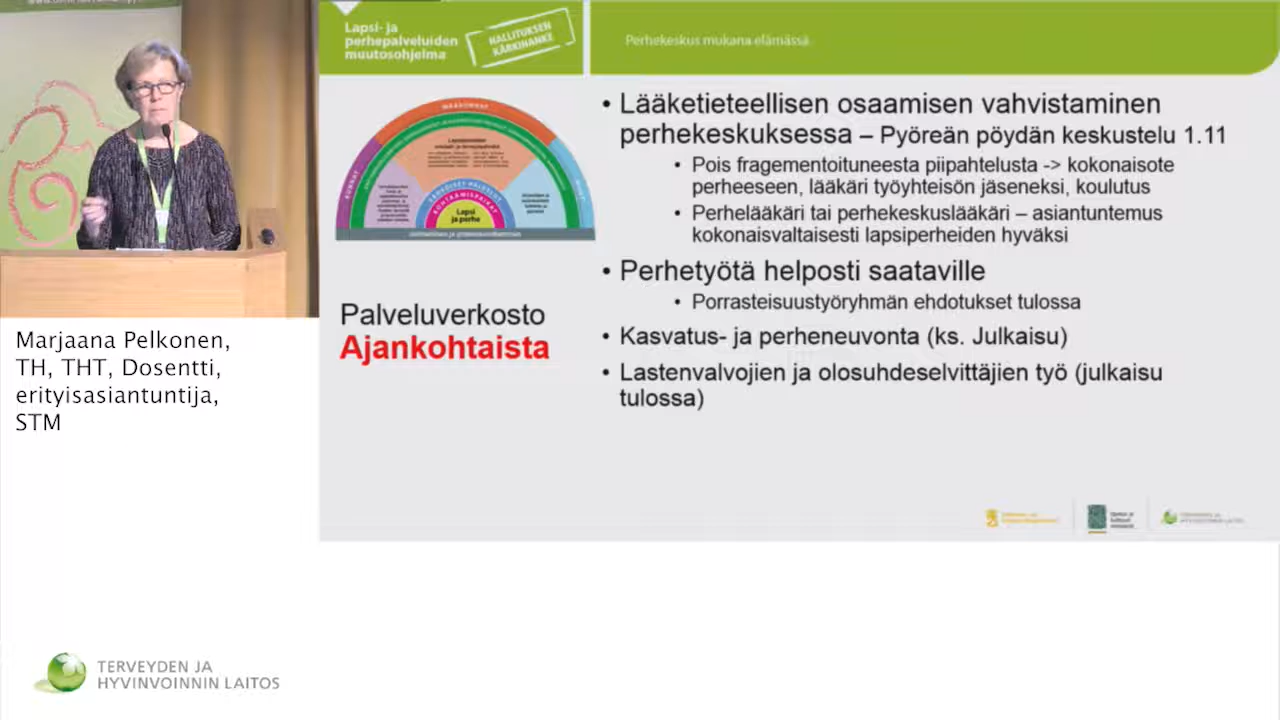 Lapsi- ja
perhepalveluiden
muutosohjelma
HALLITUKSEN
KÄRKIHANKE
Perhekeskus mukana elämässä
Lapsi
ja perhe
Palveluverkosto
Ajankohtaista
• Lääketieteellisen osaamisen vahvistaminen
perhekeskuksessa – Pyöreän pöydän keskustelu 1.11
• Pois fragementoituneesta piipahtelusta -> kokonaisote
perheeseen, lääkäri työyhteisön jäseneksi, koulutus
• Perhelääkäri tai perhekeskuslääkäri – asiantuntemus
kokonaisvaltaisesti lapsiperheiden hyväksi
• Perhetyötä helposti saataville
• Porrasteisuustyöryhmän ehdotukset tulossa
• Kasvatus- ja perheneuvonta (ks. Julkaisu)
• Lastenvalvojien ja olosuhdeselvittäjien työ (julkaisu
tulossa)
Marjaana Pelkonen,
TH, THT, Dosentti,
erityisasiantuntija,
STM
TERVEYDEN JA
HYVINVOINNIN LAITOS